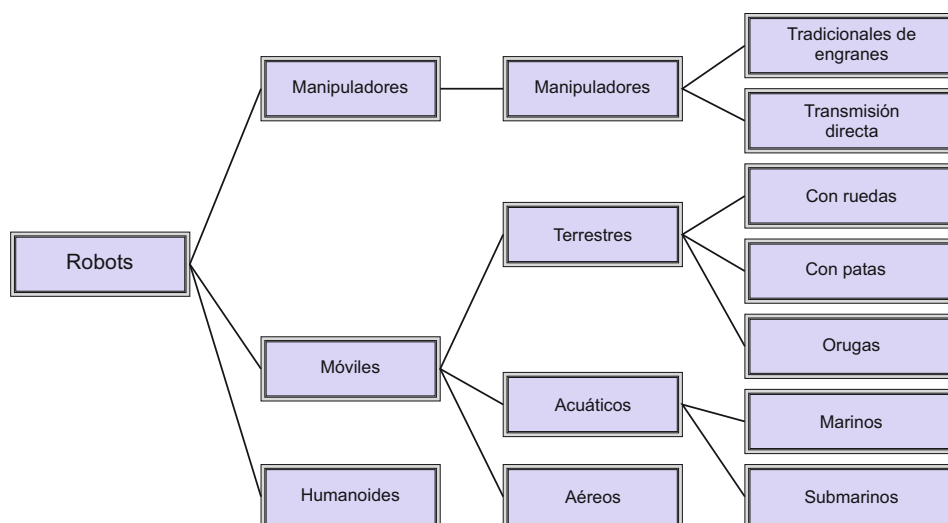 Robots
Manipuladores
Móviles
Humanoides
Manipuladores
Terrestres
Acuáticos
Aéreos
Tradicionales de
engranes
Transmisión
directa
Con ruedas
Con patas
Orugas
Marinos
Submarinos